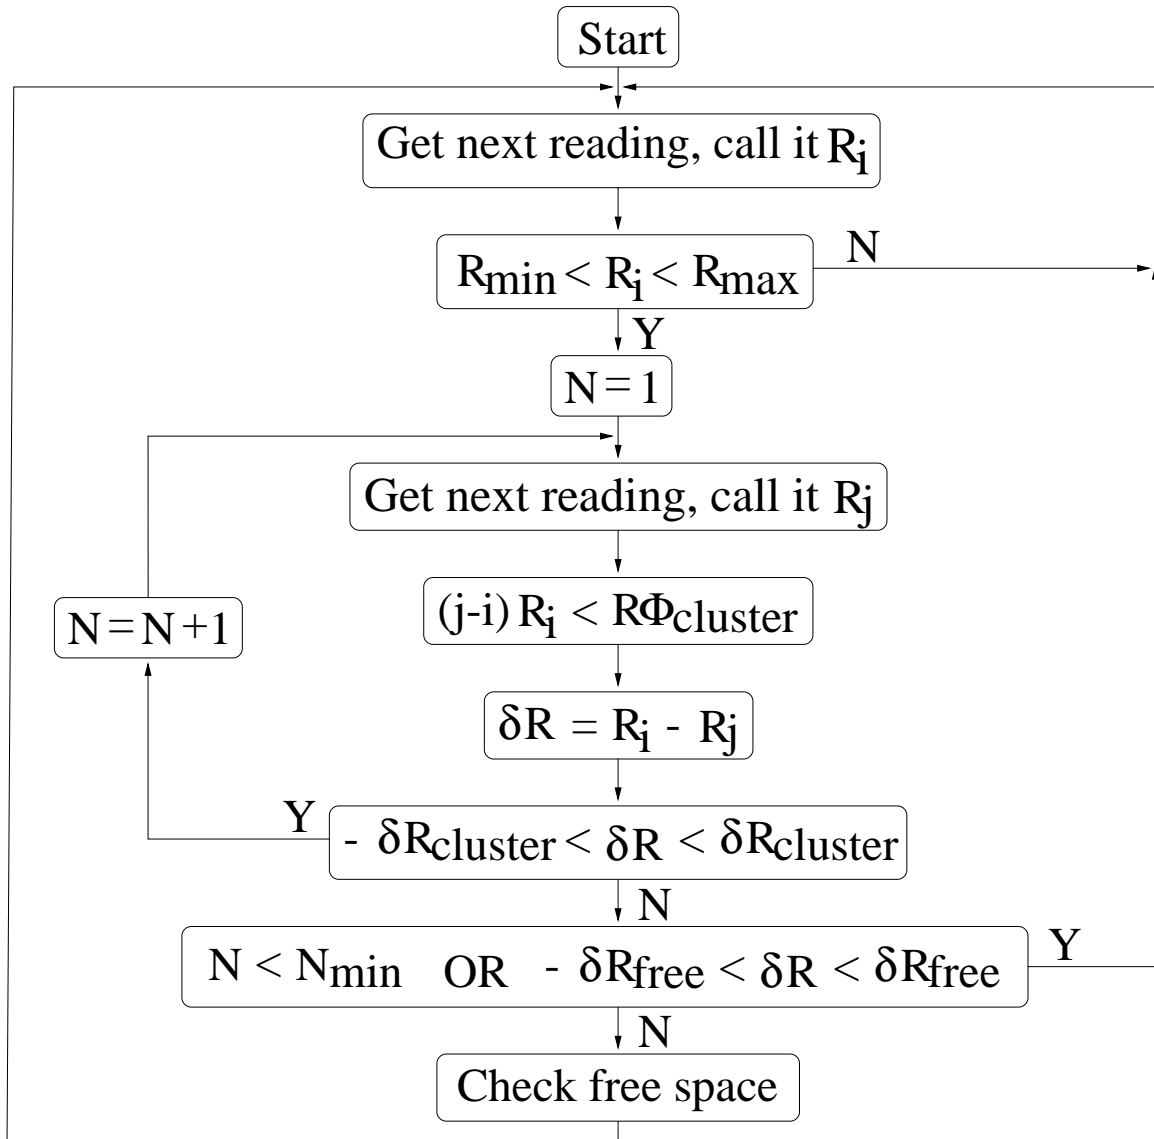 Start
Get next reading, call it Ri
Rmin < Ri < Rmax
N
Y
N = 1
Get next reading, call it Rj
(j-i) Ri < RΦcluster
N = N +1
δR = Ri - Rj
Y
- δRcluster < δR < δRcluster
N
N < Nmin OR - δRfree < δR < δRfree
Y
N
Check free space